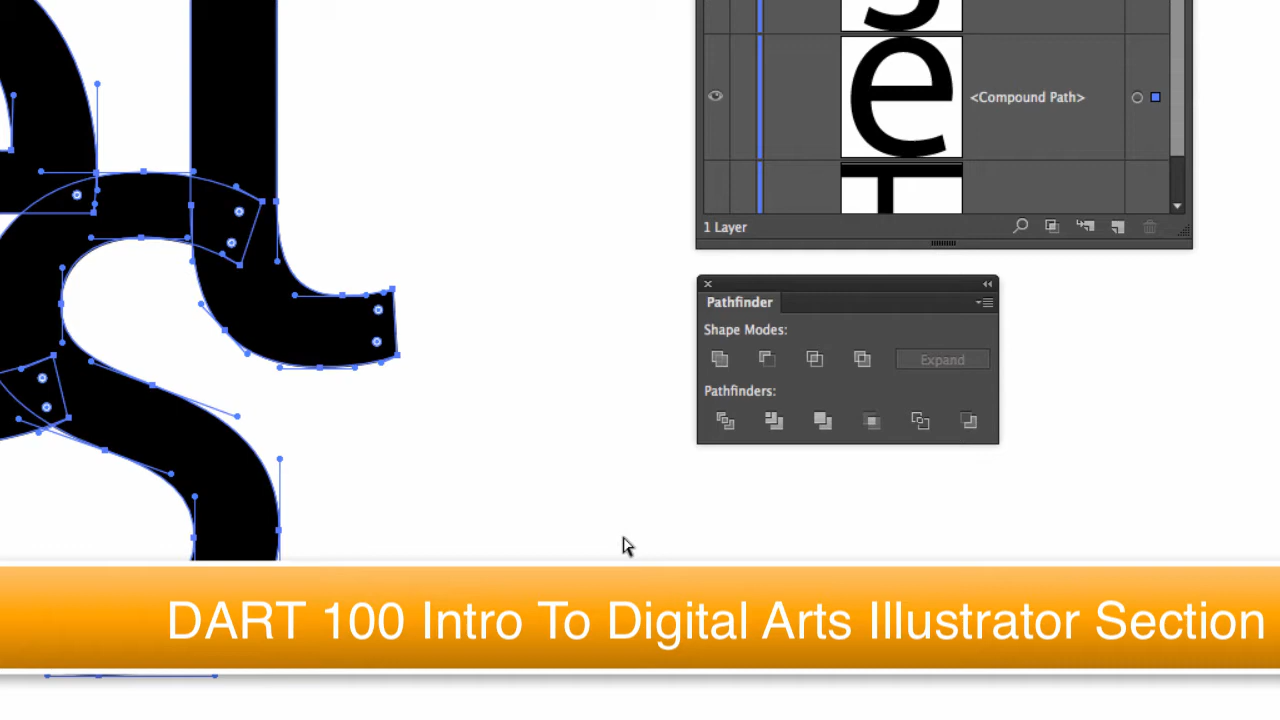 s
e
<Compound Path>
T
1 Layer
Pathfinder
Shape Modes:
Expand
Pathfinders:
DART 100 Intro To Digital Arts Illustrator Section